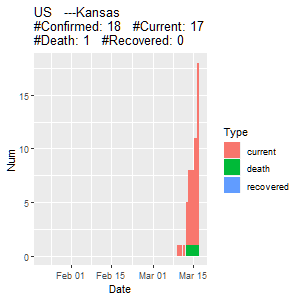 US   ---Kansas
#Confirmed: 18   #Current: 17
#Death: 1   #Recovered: 0
Num
15
10
5
0
Feb 01
Feb 15
Mar 01
Mar 15
Date
Type
current
death
recovered